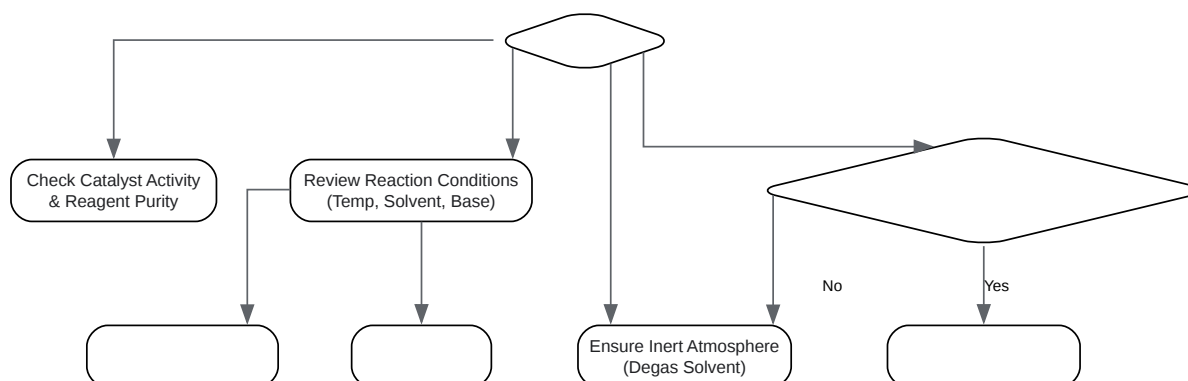 Check Catalyst Activity
& Reagent Purity
Review Reaction Conditions
(Temp, Solvent, Base)
No
Yes
Ensure Inert Atmosphere
(Degas Solvent)